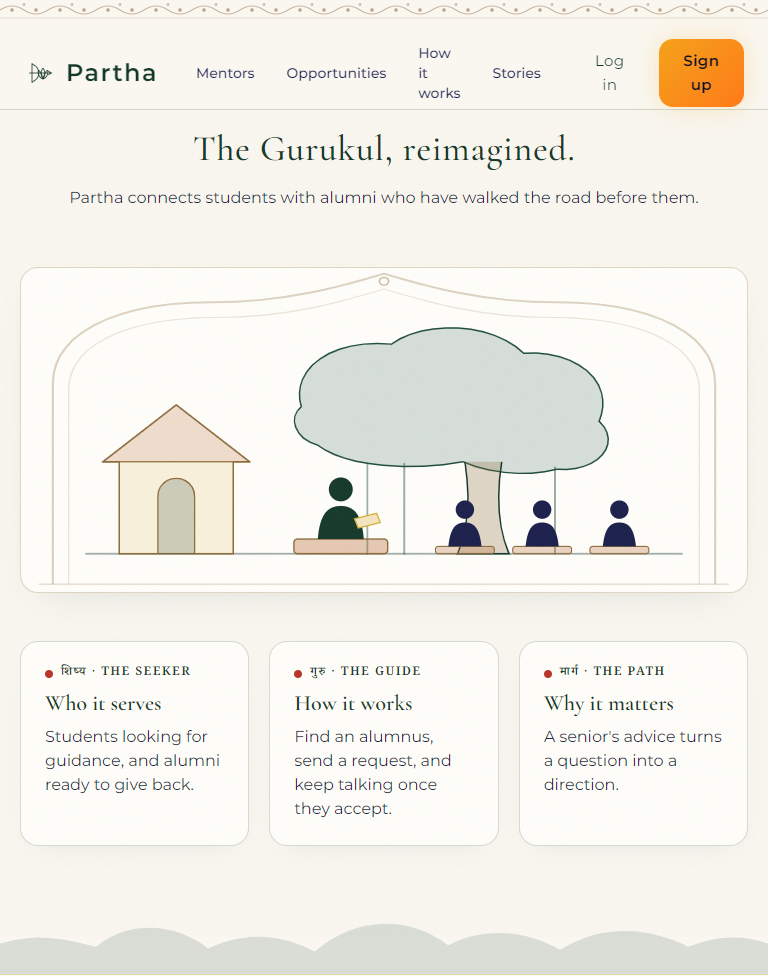 Partha
Mentors
Opportunities
How
it
works
Stories
Log
in
Sign
up
The Gurukul, reimagined.
Partha connects students with alumni who have walked the road before them.
शिष्य · THE SEEKER
Who it serves
Students looking for
guidance, and alumni
ready to give back.
गुरु · THE GUIDE
How it works
Find an alumnus,
send a request, and
keep talking once
they accept.
मार्ग · THE PATH
Why it matters
A senior's advice turns
a question into a
direction.